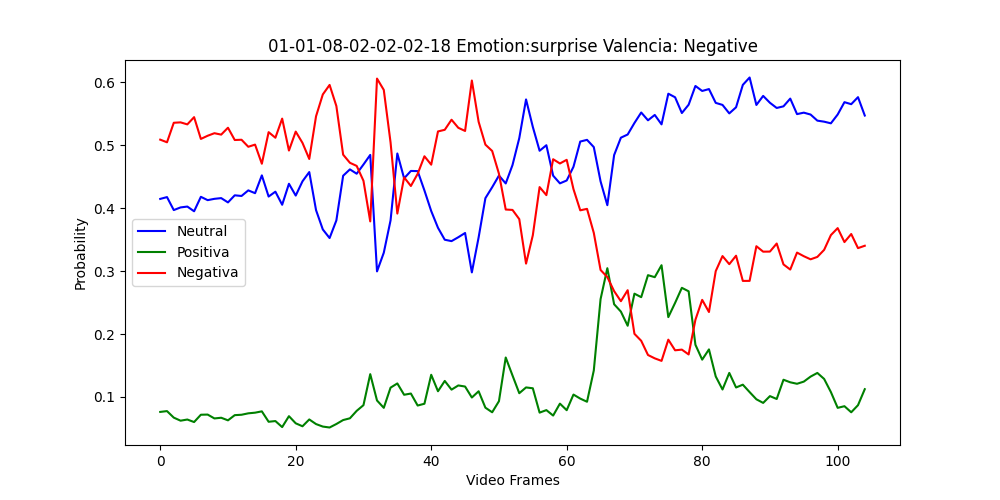 01-01-08-02-02-02-18 Emotion:surprise Valencia: Negative
0.6
0.5
0.4
0.3
0.2
0.1
Probability
Neutral
Positiva
Negativa
0 20 40 60 80 100
Video Frames